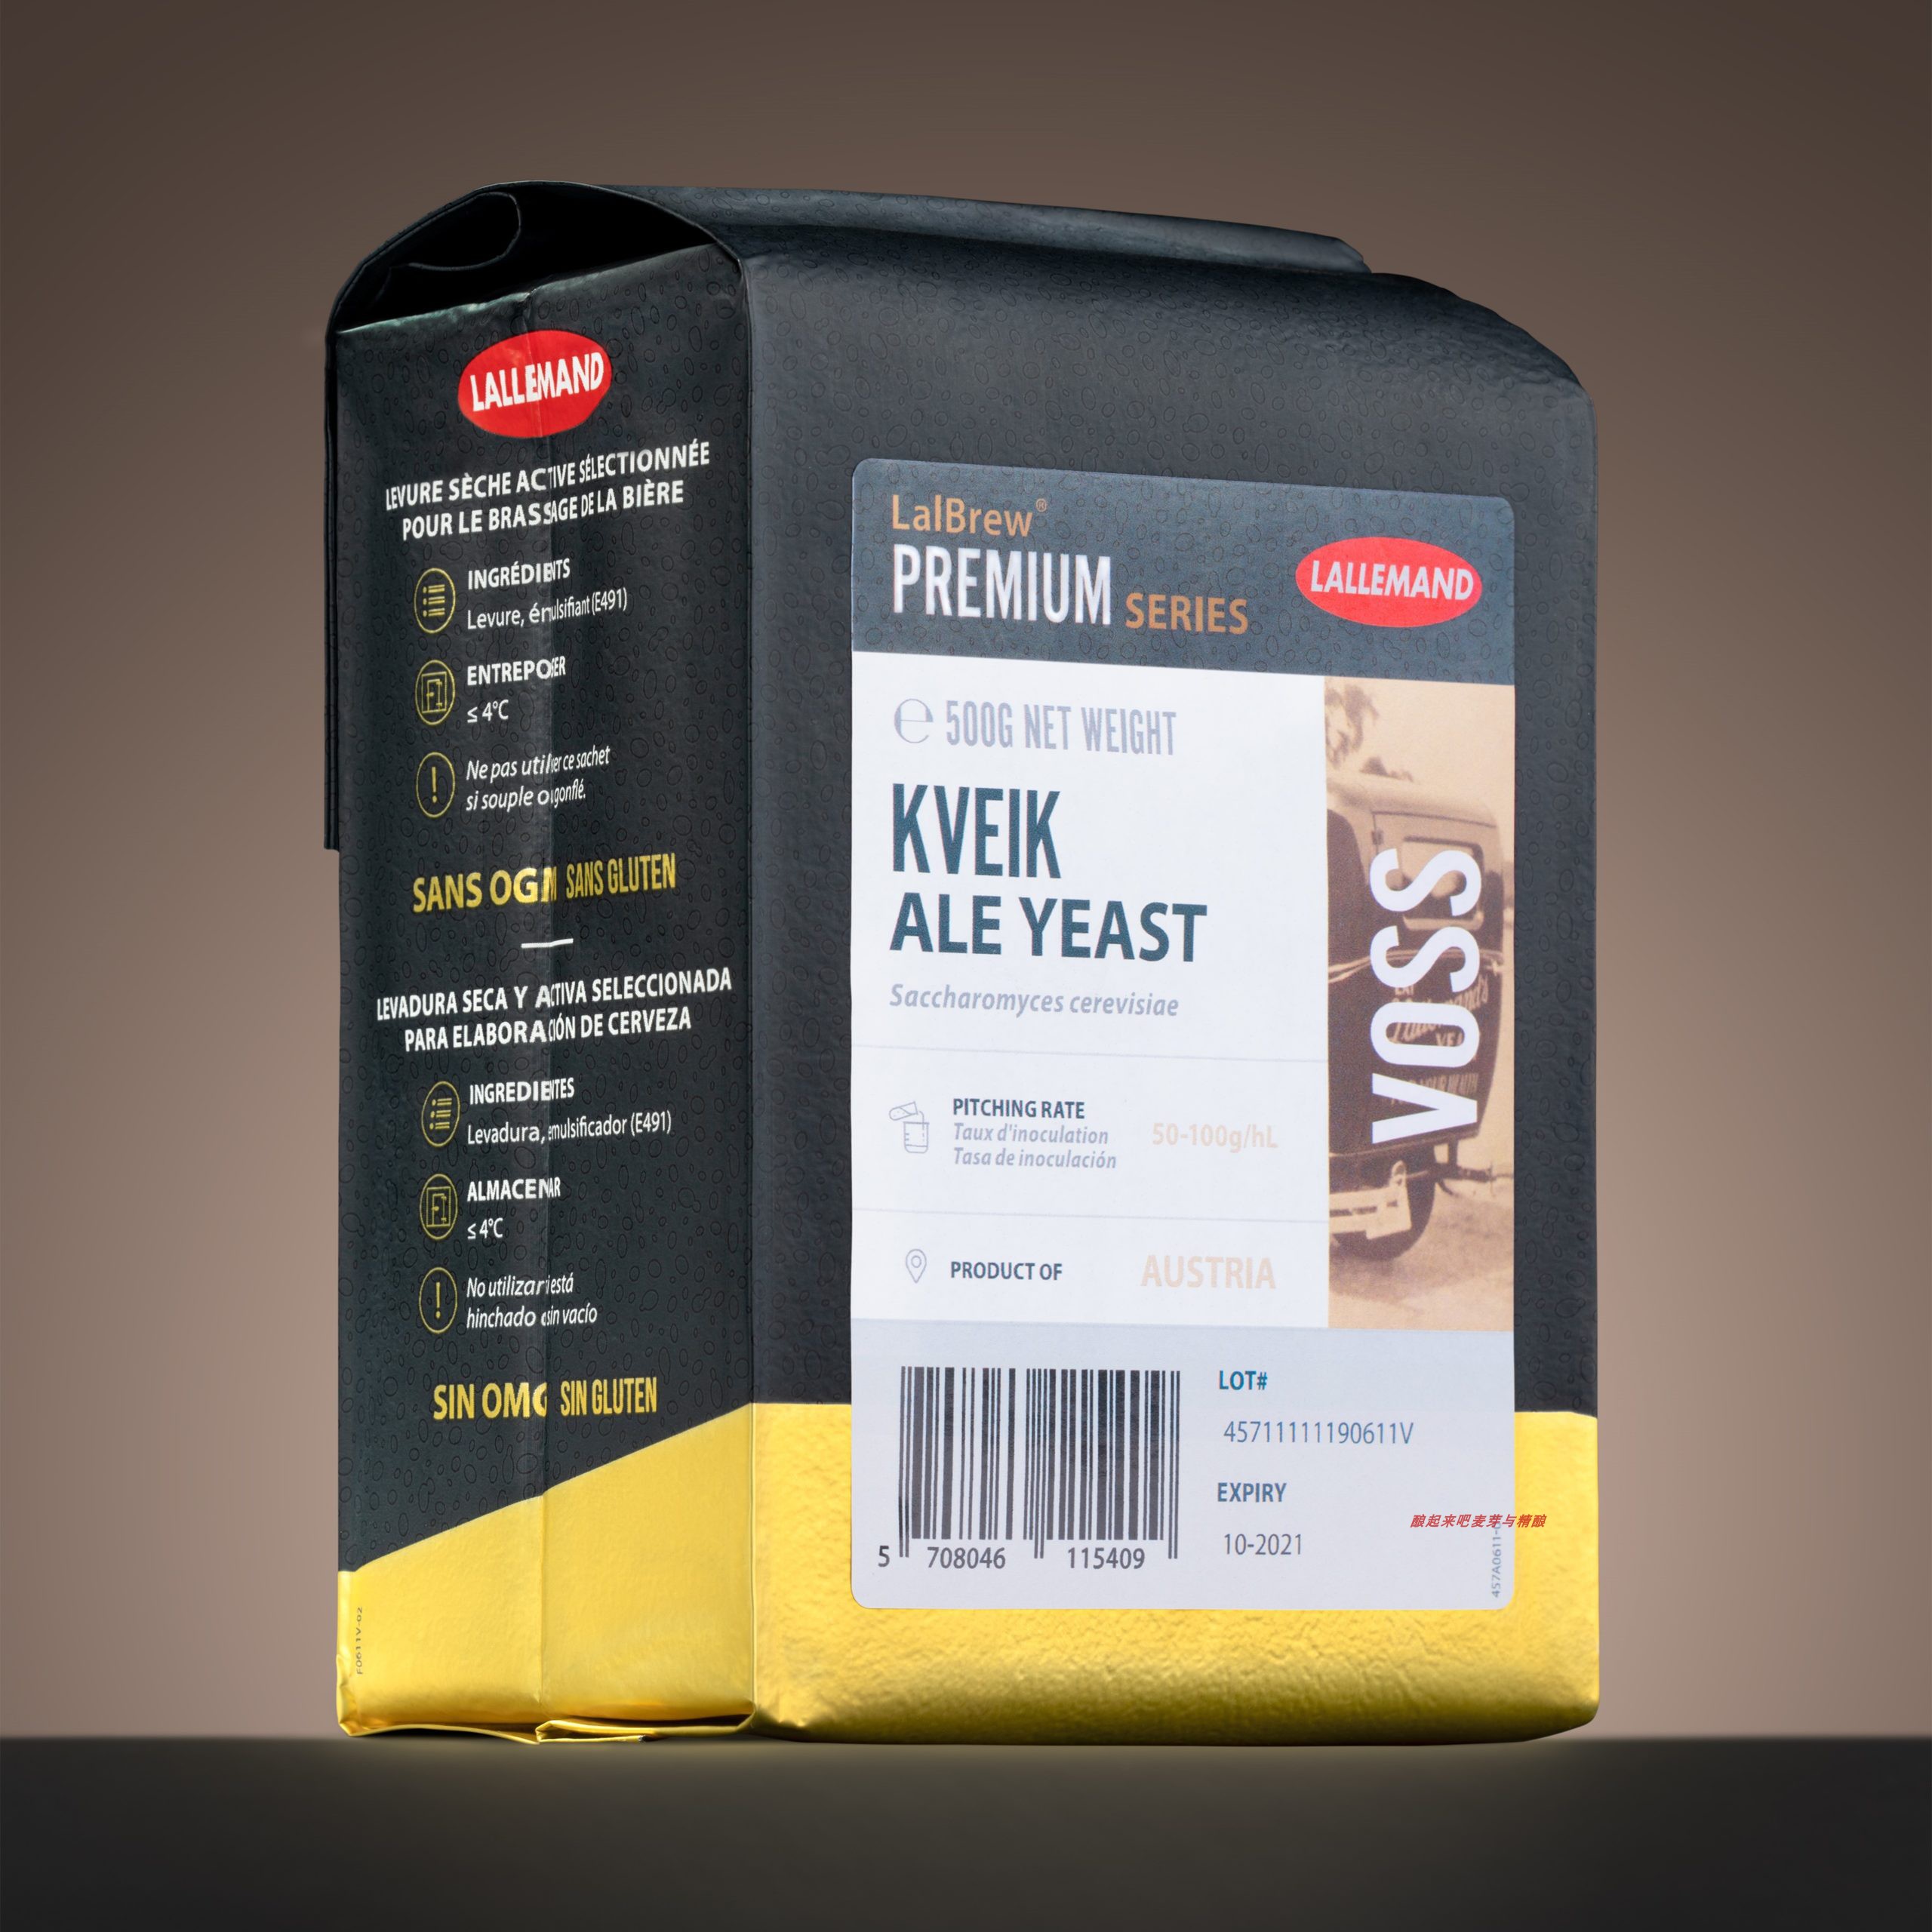 LALLEMAND
LEVURE SÈCHE ACTIVE SÉLECTIONNÉE
POUR LE BRASSAGE DE LA BIÈRE
INGRÉDIENTS
Levure, émulsifiant (E491)
ENTREPOSER
≤ 4°C
Ne pas utiliser ce sachet
si souple ou gonflé.
SANS OGM SANS GLUTEN
LEVADURA SECA Y ACTIVA SELECCIONADA
PARA ELABORACIÓN DE CERVEZA
INGREDIENTES
Levadura, emulsificador (E491)
ALMACENAR
≤ 4°C
No utilizar está
hinchado sin vacío
SIN OMG SIN GLUTEN
F0611V-02
LalBrew®
PREMIUM SERIES
LALLEMAND
℮ 500G NET WEIGHT
KVEIK
ALE YEAST
Saccharomyces cerevisiae
VOSS
PITCHING RATE
Taux d'inoculation
Tasa de inoculación
50-100g/hL
PRODUCT OF AUSTRIA
5 708046 115409
LOT#
45711111190611V
EXPIRY
10-2021
酿起来吧麦芽与精酿